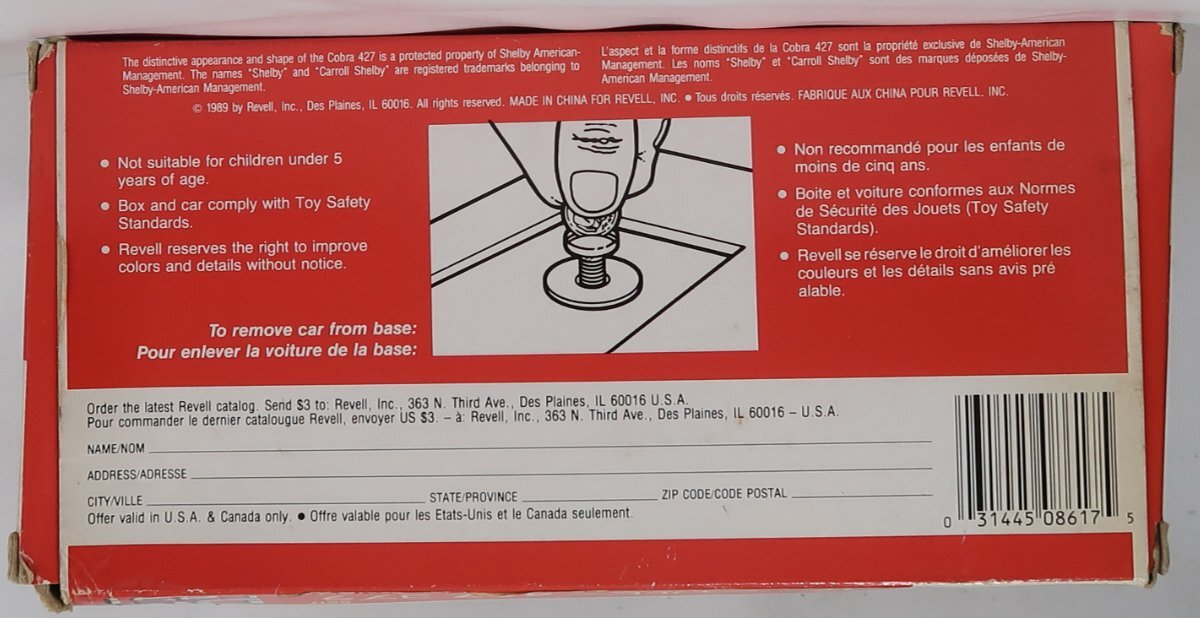 The distinctive appearance and shape of the Cobra 427 is a protected property of Shelby American-
Management. The names "Shelby" and "Carroll Shelby" are registered trademarks belonging to
Shelby-American Management.
L'aspect et la forme distinctifs de la Cobra 427 sont la propriété exclusive de Shelby-American
Management. Les noms "Shelby" et "Carroll Shelby" sont des marques déposées de Shelby-
American Management.
© 1989 by Revell, Inc., Des Plaines, IL 60016. All rights reserved. MADE IN CHINA FOR REVELL, INC. ● Tous droits réservés. FABRIQUE AUX CHINA POUR REVELL, INC.
● Not suitable for children under 5
years of age.
● Box and car comply with Toy Safety
Standards.
● Revell reserves the right to improve
colors and details without notice.
To remove car from base:
Pour enlever la voiture de la base:
● Non recommandé pour les enfants de
moins de cinq ans.
● Boite et voiture conformes aux Normes
de Sécurité des Jouets (Toy Safety
Standards).
● Revell se réserve le droit d'améliorer les
couleurs et les détails sans avis pré
alable.
Order the latest Revell catalog. Send $3 to: Revell, Inc., 363 N. Third Ave., Des Plaines, IL 60016 U.S.A.
Pour commander le dernier catalougue Revell, envoyer US $3. – à: Revell, Inc., 363 N. Third Ave., Des Plaines, IL 60016 – U.S.A.
NAME/NOM
ADDRESS/ADRESSE
CITY/VILLE STATE/PROVINCE ZIP CODE/CODE POSTAL
Offer valid in U.S.A. & Canada only. ● Offre valable pour les Etats-Unis et le Canada seulement.
0 31445 08617 5